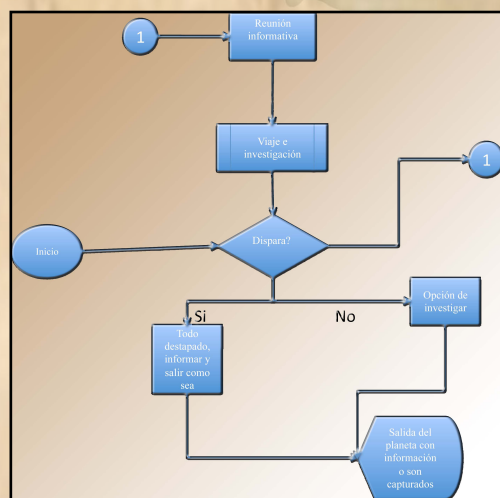 1
Reunión
informativa
Viaje e
investigación
1
Dispara?
Inicio
Opción de
investigar
Si
No
Todo
destapado,
informar y
salir como
sea
Salida del
planeta con
información
o son
capturados